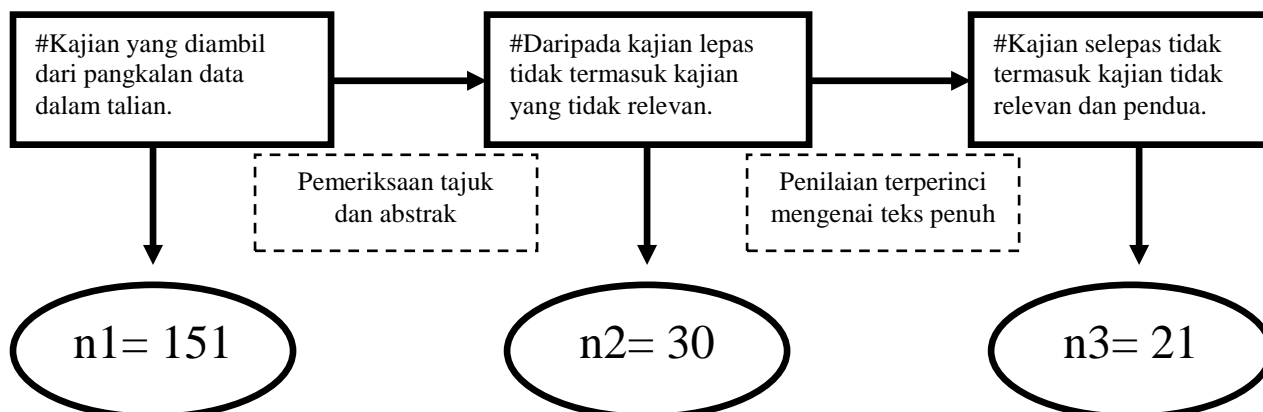 #Kajian yang diambil
dari pangkalan data
dalam talian.
#Daripada kajian lepas
tidak termasuk kajian
yang tidak relevan.
#Kajian selepas tidak
termasuk kajian tidak
relevan dan pendua.
Pemeriksaan tajuk
dan abstrak
Penilaian terperinci
mengenai teks penuh
n1= 151
n2= 30
n3= 21